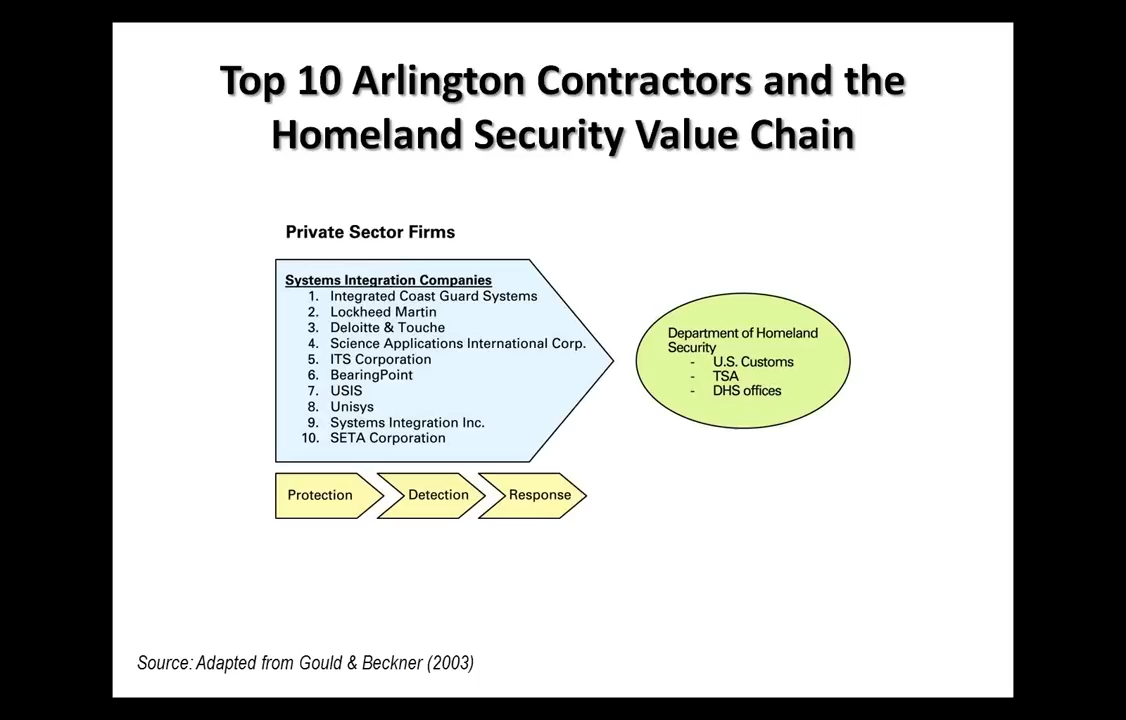 Top 10 Arlington Contractors and the
Homeland Security Value Chain
Private Sector Firms
Systems Integration Companies
1. Integrated Coast Guard Systems
2. Lockheed Martin
3. Deloitte & Touche
4. Science Applications International Corp.
5. ITS Corporation
6. BearingPoint
7. USIS
8. Unisys
9. Systems Integration Inc.
10. SETA Corporation
Department of Homeland
Security
- U.S. Customs
- TSA
- DHS offices
Protection
Detection
Response
Source: Adapted from Gould & Beckner (2003)